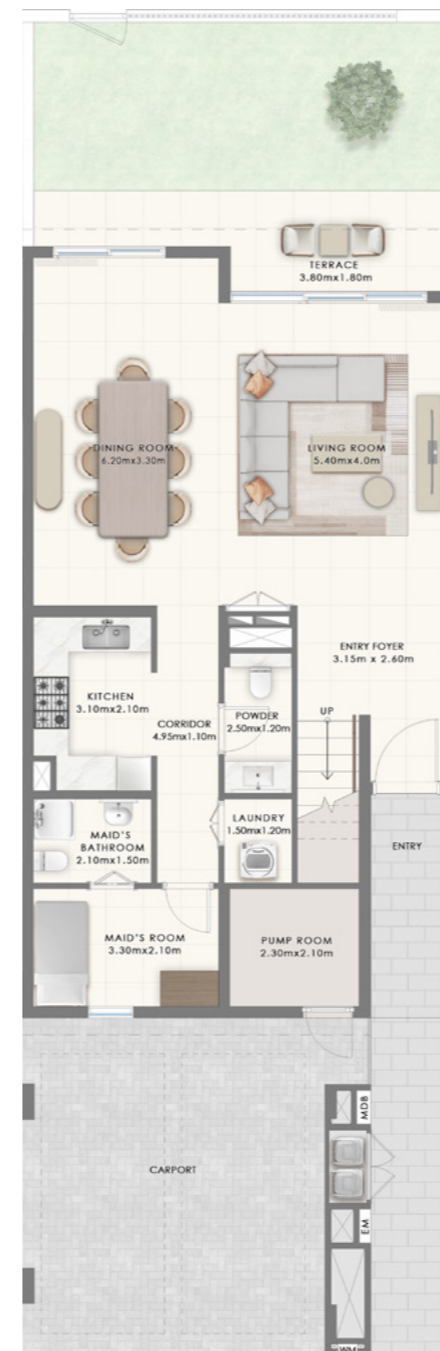 TERRACE
3.80mx1.80m
DINING ROOM
6.20mx3.30m
LIVING ROOM
5.40mx4.0m
ENTRY FOYER
3.15m x 2.60m
KITCHEN
3.10mx2.10m
CORRIDOR
4.95mx1.10m
POWDER
2.50mx1.20m
UP
LAUNDRY
1.50mx1.20m
MAID'S
BATHROOM
2.10mx1.50m
ENTRY
MAID'S ROOM
3.30mx2.10m
PUMP ROOM
2.30mx2.10m
MDB
CARPORT
EM
WM